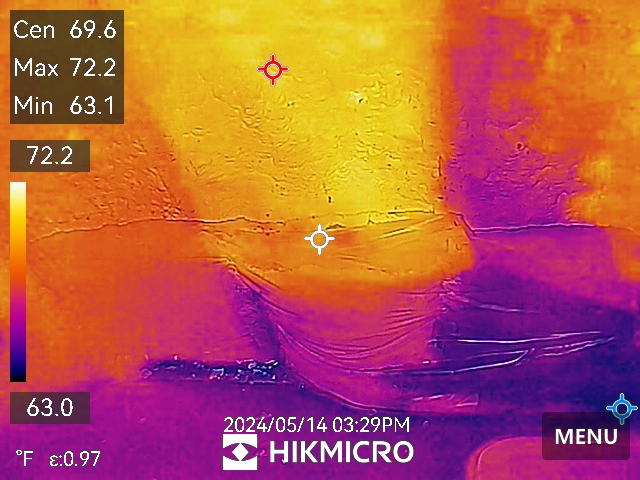 Cen 69.6
Max 72.2
Min 63.1
72.2
63.0
2024/05/14 03:29PM
HIKMICRO
MENU
°F ε:0.97